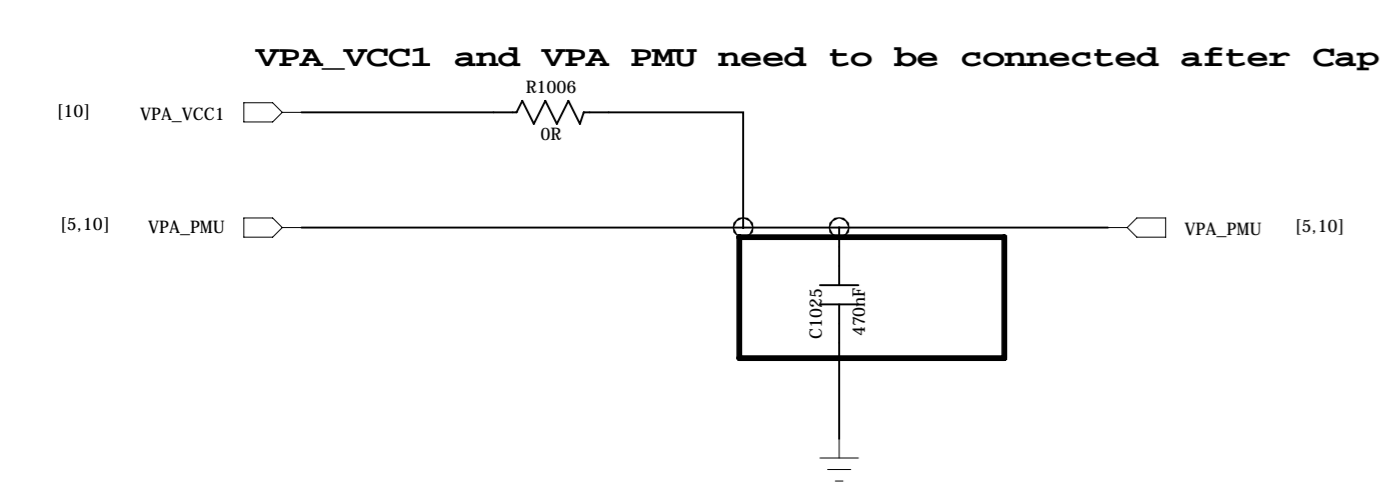 VPA_VCC1 and VPA PMU need to be connected after Cap
R1006
[10] VPA_VCC1
0R
[5,10] VPA_PMU
VPA_PMU [5,10]
C1025
470nF